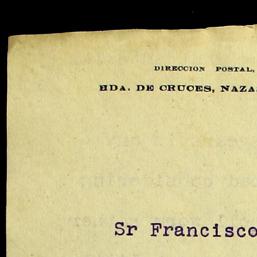 DIRECCION POSTAL,
HDA. DE CRUCES, NAZA
Sr Francisco